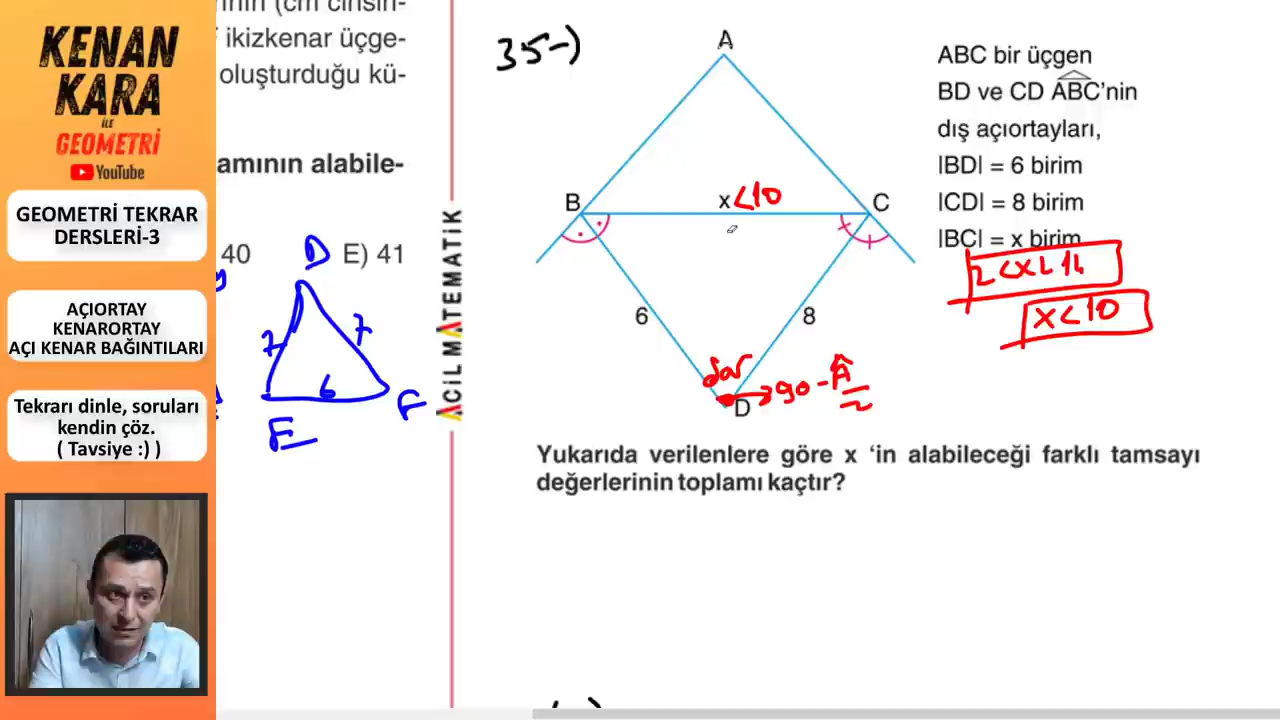 KENAN
KARA
İLE
GEOMETRİ
YouTube
GEOMETRİ TEKRAR
DERSLERİ-3
AÇIORTAY
KENARORTAY
AÇI KENAR BAĞINTILARI
Tekrarı dinle, soruları
kendin çöz.
( Tavsiye :) )
(cm cinsin-
ikizkenar üçge-
oluşturduğu kü-
amının alabile-
40 E) 41
D
7 7
6
E F
ACİL MATEMATİK
35-)
A
B x<10 C
6 8
dar
D 90-Â/2
ABC bir üçgen
BD ve CD ABC'nin
dış açıortayları,
|BD| = 6 birim
|CD| = 8 birim
|BC| = x birim
2<x<14
x<10
Yukarıda verilenlere göre x 'in alabileceği farklı tamsayı
değerlerinin toplamı kaçtır?